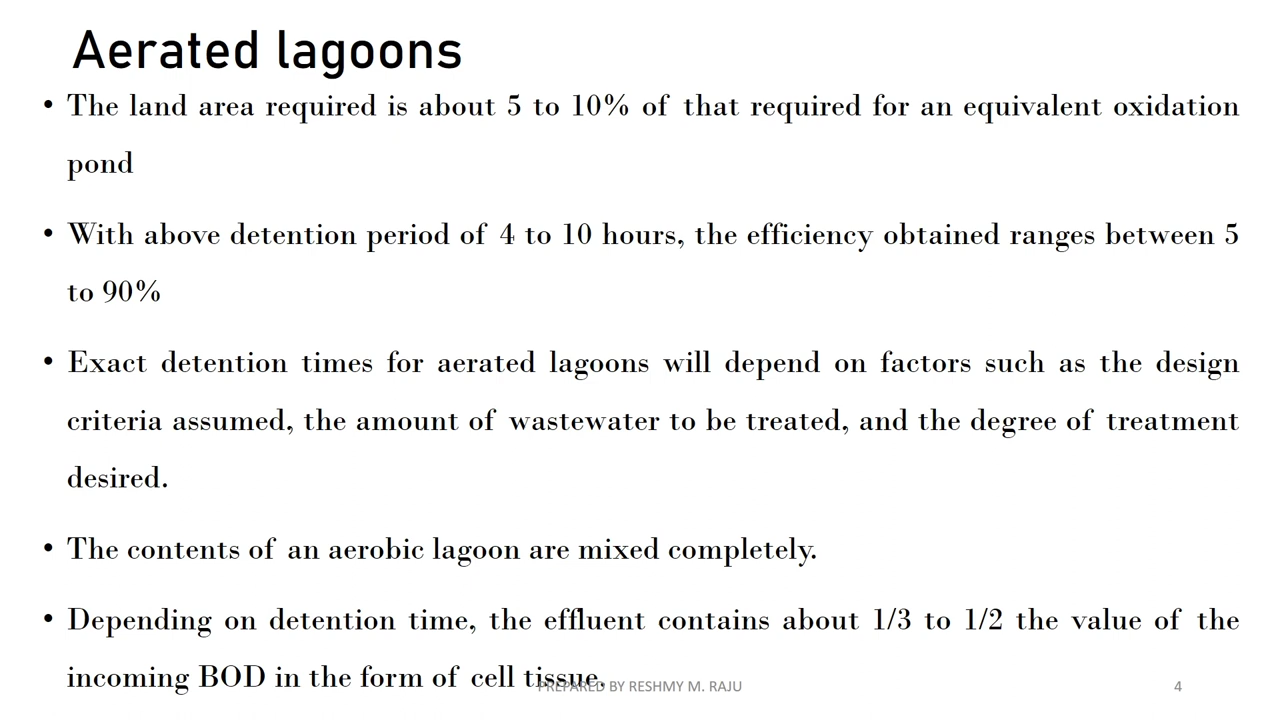 Aerated lagoons
• The land area required is about 5 to 10% of that required for an equivalent oxidation
pond
• With above detention period of 4 to 10 hours, the efficiency obtained ranges between 5
to 90%
• Exact detention times for aerated lagoons will depend on factors such as the design
criteria assumed, the amount of wastewater to be treated, and the degree of treatment
desired.
• The contents of an aerobic lagoon are mixed completely.
• Depending on detention time, the effluent contains about 1/3 to 1/2 the value of the
incoming BOD in the form of cell tissue.
PREPARED BY RESHMY M. RAJU
4